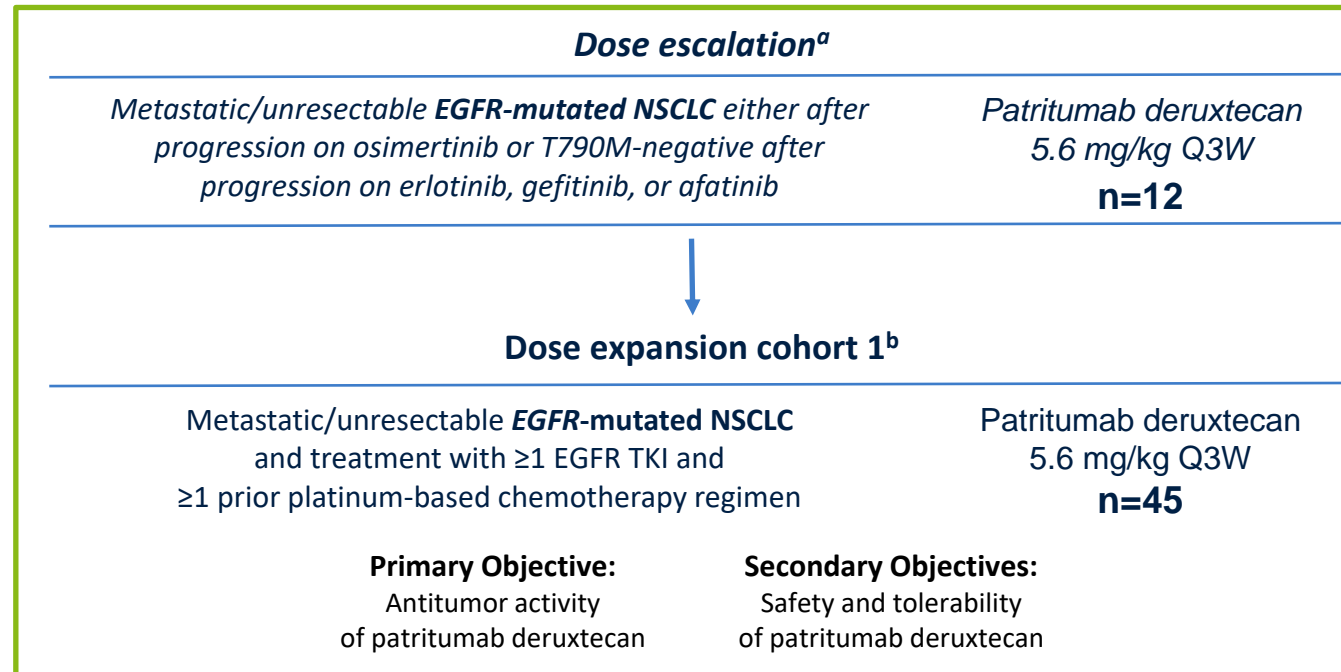 Dose escalationᵃ
Metastatic/unresectable EGFR-mutated NSCLC either after
progression on osimertinib or T790M-negative after
progression on erlotinib, gefitinib, or afatinib
Patritumab deruxtecan
5.6 mg/kg Q3W
n=12
Dose expansion cohort 1ᵇ
Metastatic/unresectable EGFR-mutated NSCLC
and treatment with ≥1 EGFR TKI and
≥1 prior platinum-based chemotherapy regimen
Patritumab deruxtecan
5.6 mg/kg Q3W
n=45
Primary Objective:
Antitumor activity
of patritumab deruxtecan
Secondary Objectives:
Safety and tolerability
of patritumab deruxtecan